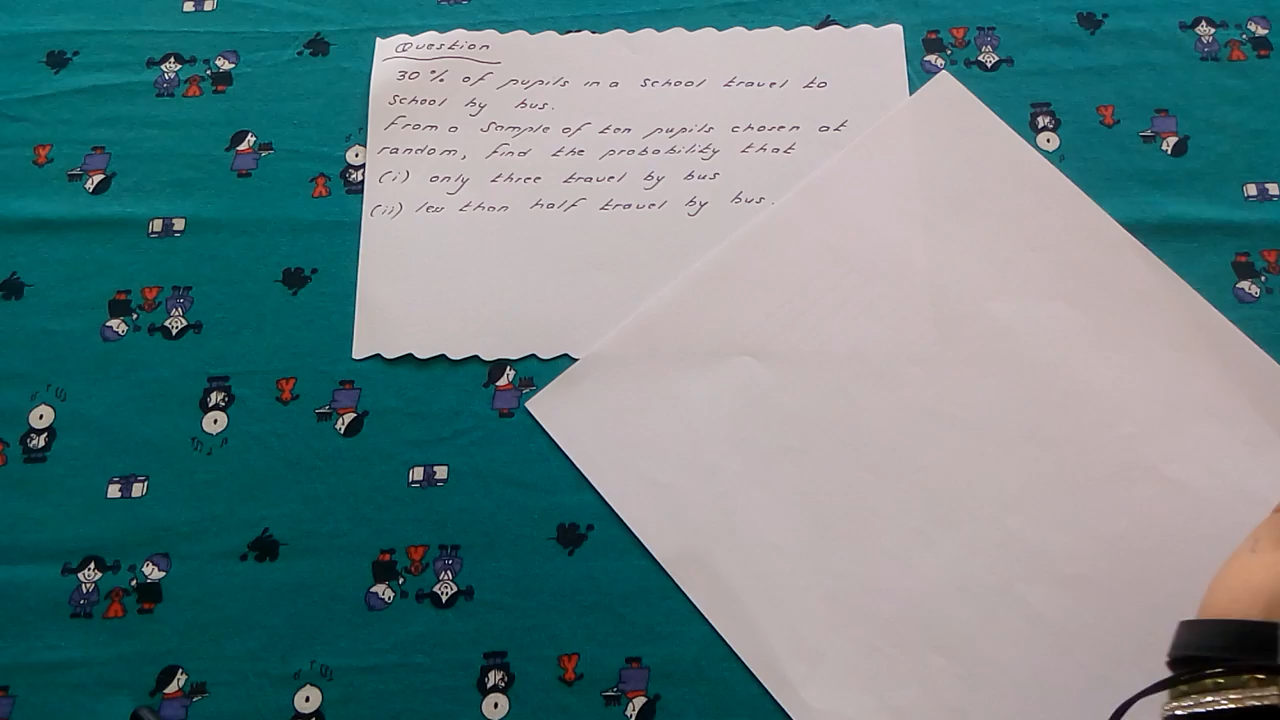 Question
30% of pupils in a school travel to
school by bus.
From a sample of ten pupils chosen at
random, find the probability that
(i) only three travel by bus
(ii) less than half travel by bus.